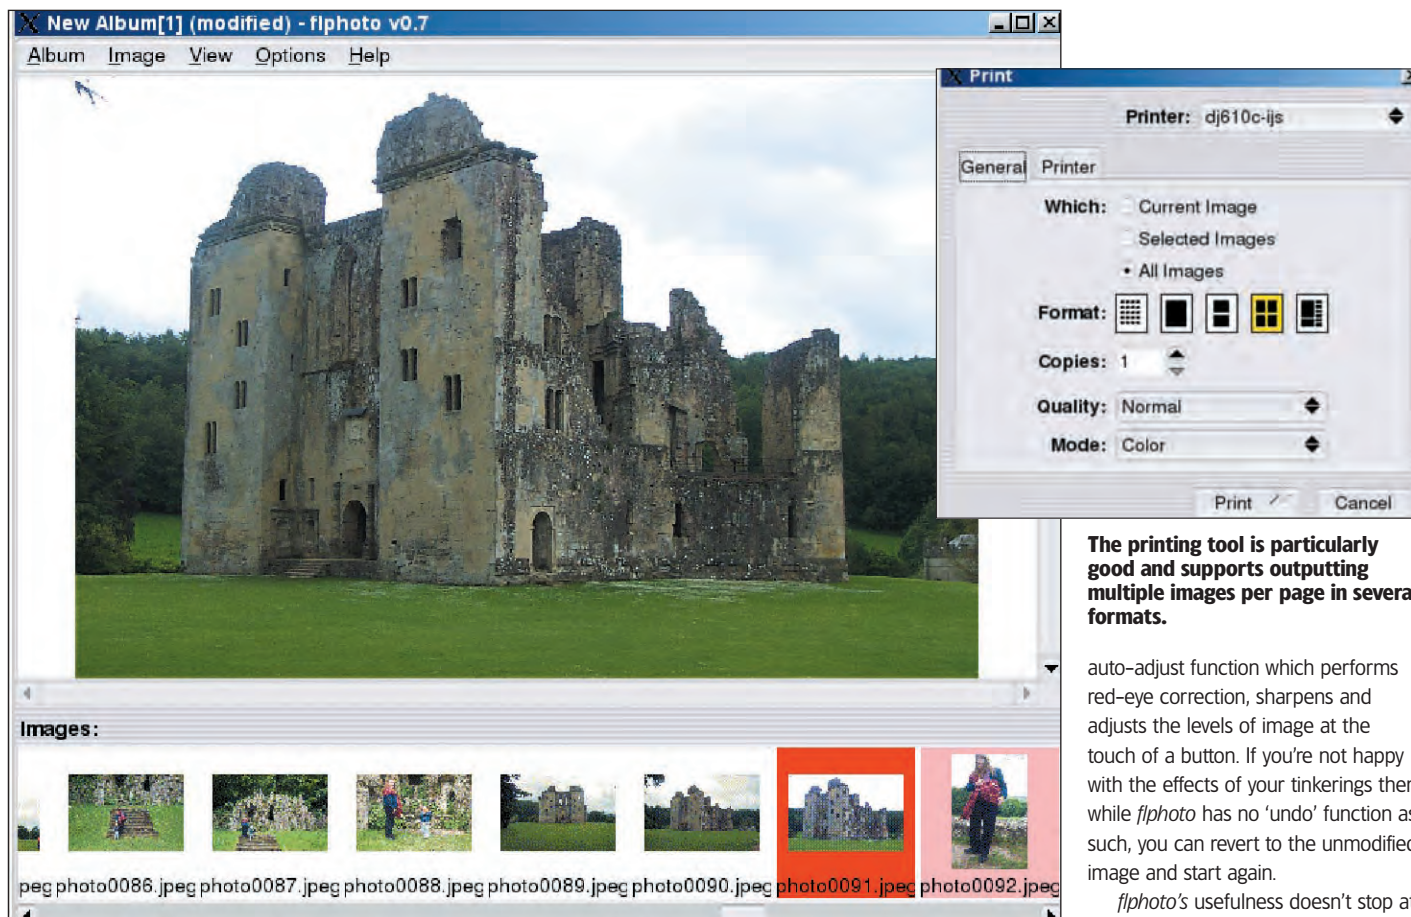 New Album[1] (modified) - flphoto v0.7
Album Image View Options Help
Print
Printer: dj610c-ijs
General Printer
Which: Current Image
Selected Images
All Images
Format:
Copies: 1
Quality: Normal
Mode: Color
Print Cancel
Images:
peg photo0086.jpeg photo0087.jpeg photo0088.jpeg photo0089.jpeg photo0090.jpeg photo0091.jpeg photo0092.jpeg
The printing tool is particularly
good and supports outputting
multiple images per page in severa
formats.
auto-adjust function which performs
red-eye correction, sharpens and
adjusts the levels of image at the
touch of a button. If you're not happy
with the effects of your tinkerings then
while flphoto has no 'undo' function as
such, you can revert to the unmodified
image and start again.
flphoto's usefulness doesn't stop at